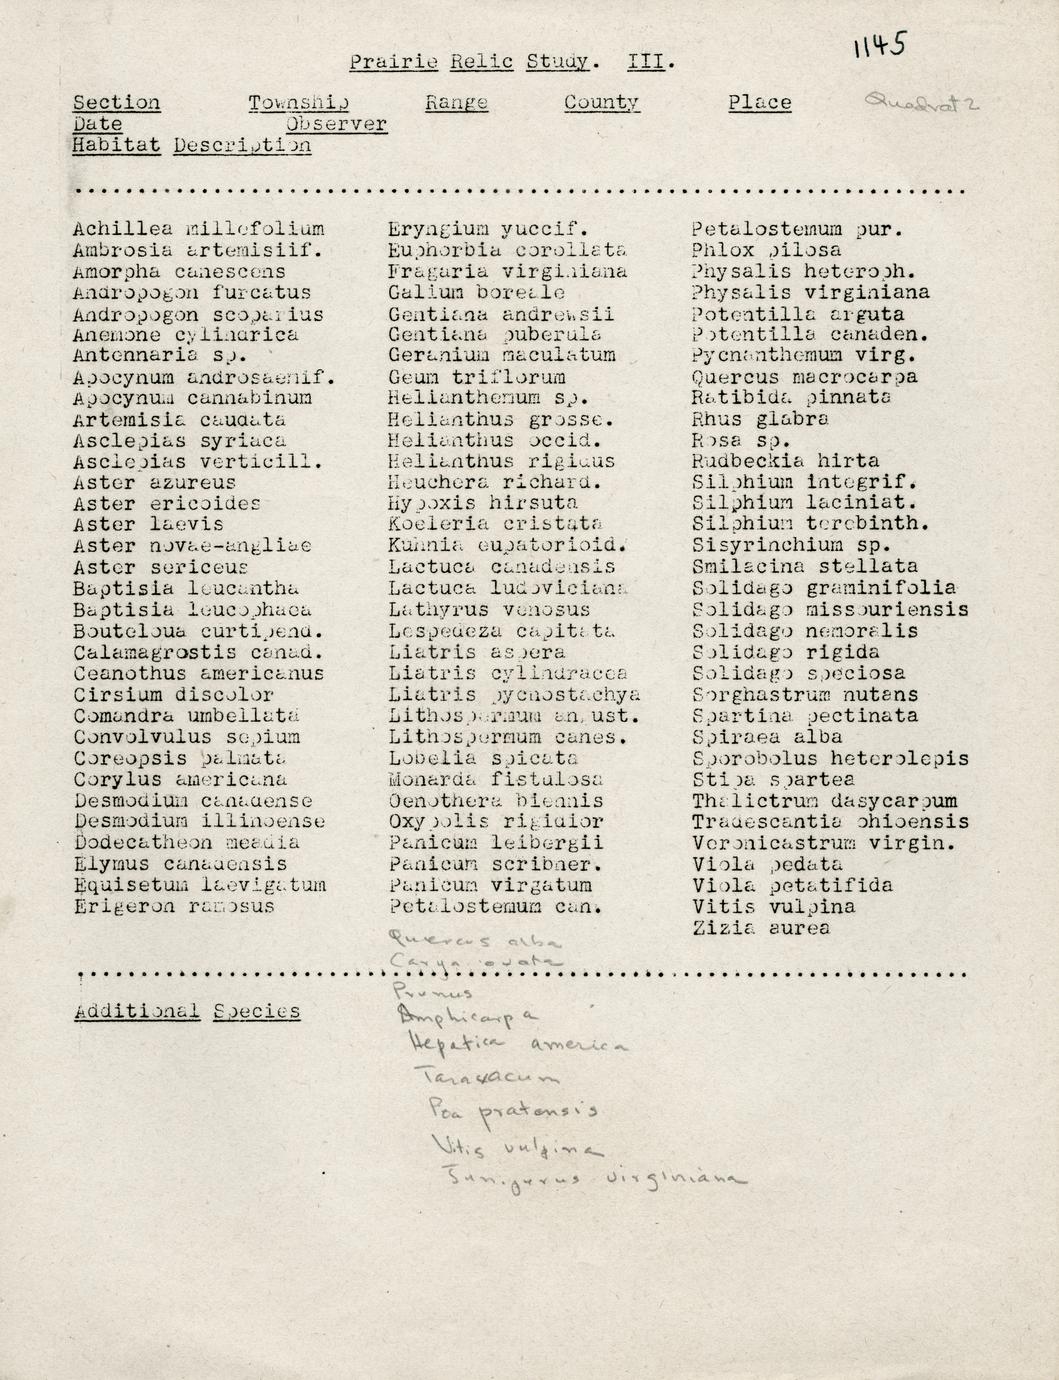 1145
Prairie Relic Study. III.
Section Township Range County Place Quadrat 2
Date Observer
Habitat Description
Achillea millefolium
Ambrosia artemisiif.
Amorpha canescens
Andropogon furcatus
Andropogon scoparius
Anemone cylindrica
Antennaria sp.
Apocynum androsaemif.
Apocynum cannabinum
Artemisia caudata
Asclepias syriaca
Asclepias verticill.
Aster azureus
Aster ericoides
Aster laevis
Aster novae-angliae
Aster sericeus
Baptisia leucantha
Baptisia leucophaea
Bouteloua curtipend.
Calamagrostis canad.
Ceanothus americanus
Cirsium discolor
Comandra umbellata
Convolvulus sepium
Coreopsis palmata
Corylus americana
Desmodium canadense
Desmodium illinoense
Dodecatheon meadia
Elymus canadensis
Equisetum laevigatum
Erigeron ramosus
Eryngium yuccif.
Euphorbia corollata
Fragaria virginiana
Galium boreale
Gentiana andrewsii
Gentiana puberula
Geranium maculatum
Geum triflorum
Helianthemum sp.
Helianthus grosse.
Helianthus occid.
Helianthus rigidus
Heuchera richard.
Hypoxis hirsuta
Koeleria cristata
Kuhnia eupatorioid.
Lactuca canadensis
Lactuca ludoviciana
Lathyrus venosus
Lespedeza capitata
Liatris aspera
Liatris cylindracea
Liatris pycnostachya
Lithospermum angust.
Lithospermum canes.
Lobelia spicata
Monarda fistulosa
Oenothera biennis
Oxypolis rigidior
Panicum leibergii
Panicum scribner.
Panicum virgatum
Petalostemum can.
Quercus alba
Carya ovata
Prunus
Amphicarpa
Hepatica america
Taraxacum
Poa pratensis
Vitis vulpina
Juniperus virginiana
Petalostemum pur.
Phlox pilosa
Physalis heteroph.
Physalis virginiana
Potentilla arguta
Potentilla canaden.
Pycnanthemum virg.
Quercus macrocarpa
Ratibida pinnata
Rhus glabra
Rosa sp.
Rudbeckia hirta
Silphium integrif.
Silphium laciniat.
Silphium terebinth.
Sisyrinchium sp.
Smilacina stellata
Solidago graminifolia
Solidago missouriensis
Solidago nemoralis
Solidago rigida
Solidago speciosa
Sorghastrum nutans
Spartina pectinata
Spiraea alba
Sporobolus heterolepis
Stipa spartea
Thalictrum dasycarpum
Tradescantia ohioensis
Veronicastrum virgin.
Viola pedata
Viola petatifida
Vitis vulpina
Zizia aurea
Additional Species